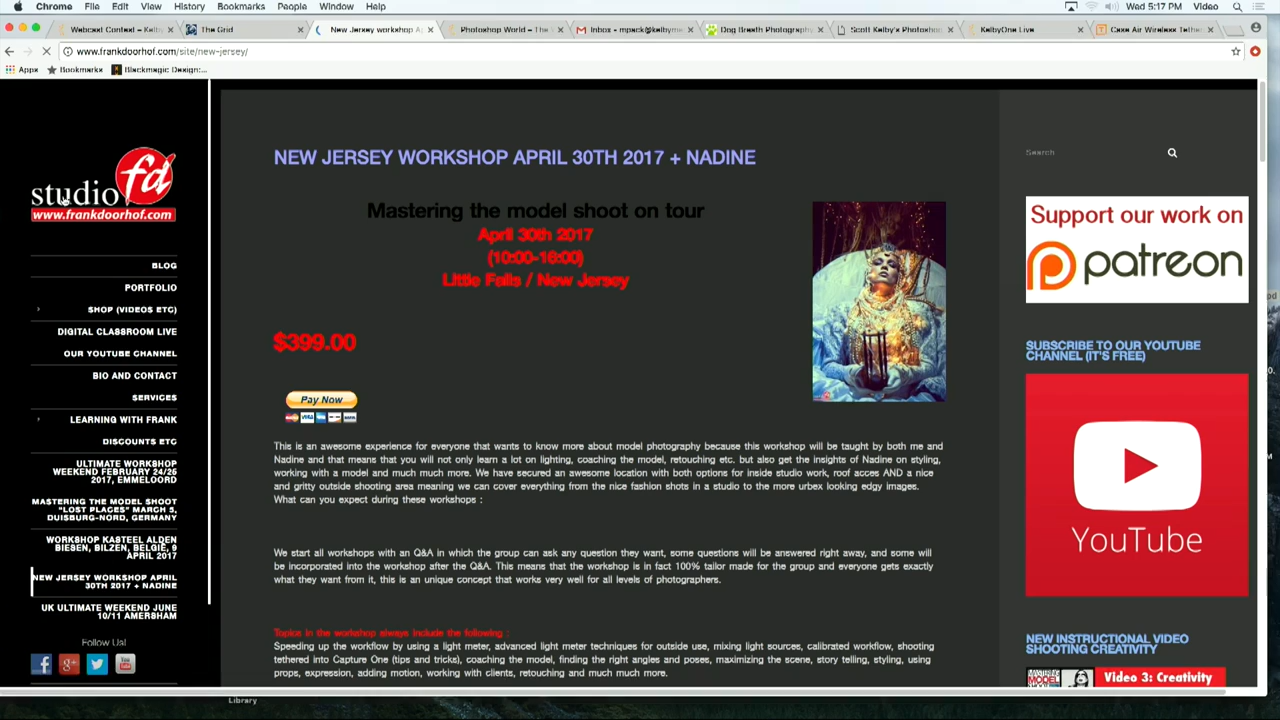 Chrome File Edit View History Bookmarks People Window Help
Wed 5:17 PM Video
Webcast Contest – Kelby
The Grid
New Jersey workshop Ap
Photoshop World – The
Inbox - mpack@kelbyme
Dog Breath Photography
Scott Kelby's Photoshop
KelbyOne Live
Case Air Wireless Tether
www.frankdoorhof.com/site/new-jersey/
Apps Bookmarks Blackmagic Design:...
studio fd
www.frankdoorhof.com
BLOG
PORTFOLIO
SHOP (VIDEOS ETC)
DIGITAL CLASSROOM LIVE
OUR YOUTUBE CHANNEL
BIO AND CONTACT
SERVICES
LEARNING WITH FRANK
DISCOUNTS ETC
ULTIMATE WORKSHOP
WEEKEND FEBRUARY 24/26
2017, EMMELOORD
MASTERING THE MODEL SHOOT
"LOST PLACES" MARCH 5,
DUISBURG-NORD, GERMANY
WORKSHOP KASTEEL ALDEN
BIESEN, BILZEN, BELGIË, 9
APRIL 2017
NEW JERSEY WORKSHOP APRIL
30TH 2017 + NADINE
UK ULTIMATE WEEKEND JUNE
10/11 AMERSHAM
Follow Us!
NEW JERSEY WORKSHOP APRIL 30TH 2017 + NADINE
Mastering the model shoot on tour
April 30th 2017
(10:00-18:00)
Little Falls / New Jersey
$399.00
Pay Now
This is an awesome experience for everyone that wants to know more about model photography because this workshop will be taught by both me and
Nadine and that means that you will not only learn a lot on lighting, coaching the model, retouching etc. but also get the insights of Nadine on styling,
working with a model and much much more. We have secured an awesome location with both options for inside studio work, roof acces AND a nice
and gritty outside shooting area meaning we can cover everything from the nice fashion shots in a studio to the more urbex looking edgy images.
What can you expect during these workshops :
We start all workshops with an Q&A in which the group can ask any question they want, some questions will be answered right away, and some will
be incorporated into the workshop after the Q&A. This means that the workshop is in fact 100% tailor made for the group and everyone gets exactly
what they want from it, this is an unique concept that works very well for all levels of photographers.
Topics in the workshop always include the following :
Speeding up the workflow by using a light meter, advanced light meter techniques for outside use, mixing light sources, calibrated workflow, shooting
tethered into Capture One (tips and tricks), coaching the model, finding the right angles and poses, maximizing the scene, story telling, styling, using
props, expression, adding motion, working with clients, retouching and much much more.
Search
Support our work on
patreon
SUBSCRIBE TO OUR YOUTUBE
CHANNEL (IT'S FREE)
YouTube
NEW INSTRUCTIONAL VIDEO
SHOOTING CREATIVITY
Video 3: Creativity
Library